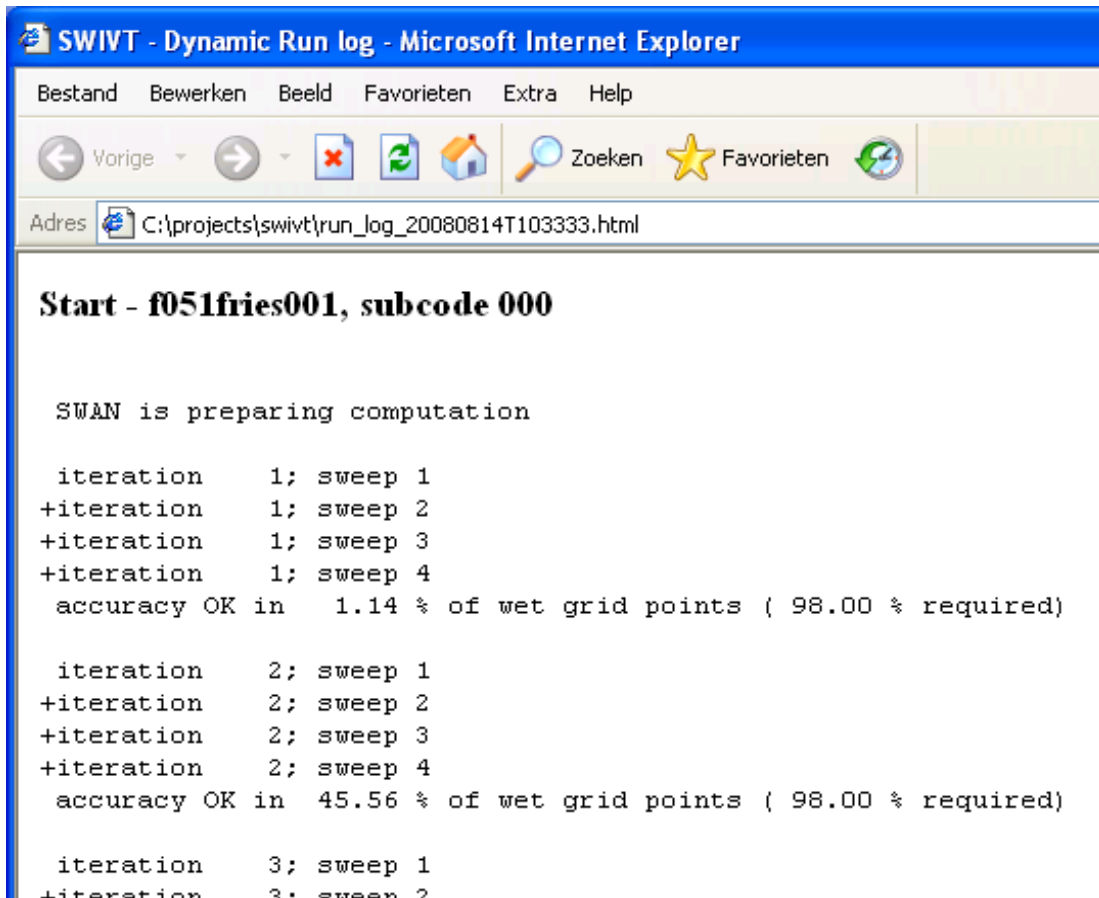 SWIVT - Dynamic Run log - Microsoft Internet Explorer
Bestand Bewerken Beeld Favorieten Extra Help
Vorige Zoeken Favorieten
Adres C:\projects\swivt\run_log_20080814T103333.html
Start - f051fries001, subcode 000
SWAN is preparing computation
iteration 1; sweep 1
+iteration 1; sweep 2
+iteration 1; sweep 3
+iteration 1; sweep 4
accuracy OK in 1.14 % of wet grid points ( 98.00 % required)
iteration 2; sweep 1
+iteration 2; sweep 2
+iteration 2; sweep 3
+iteration 2; sweep 4
accuracy OK in 45.56 % of wet grid points ( 98.00 % required)
iteration 3; sweep 1
+iteration 3; sweep 2